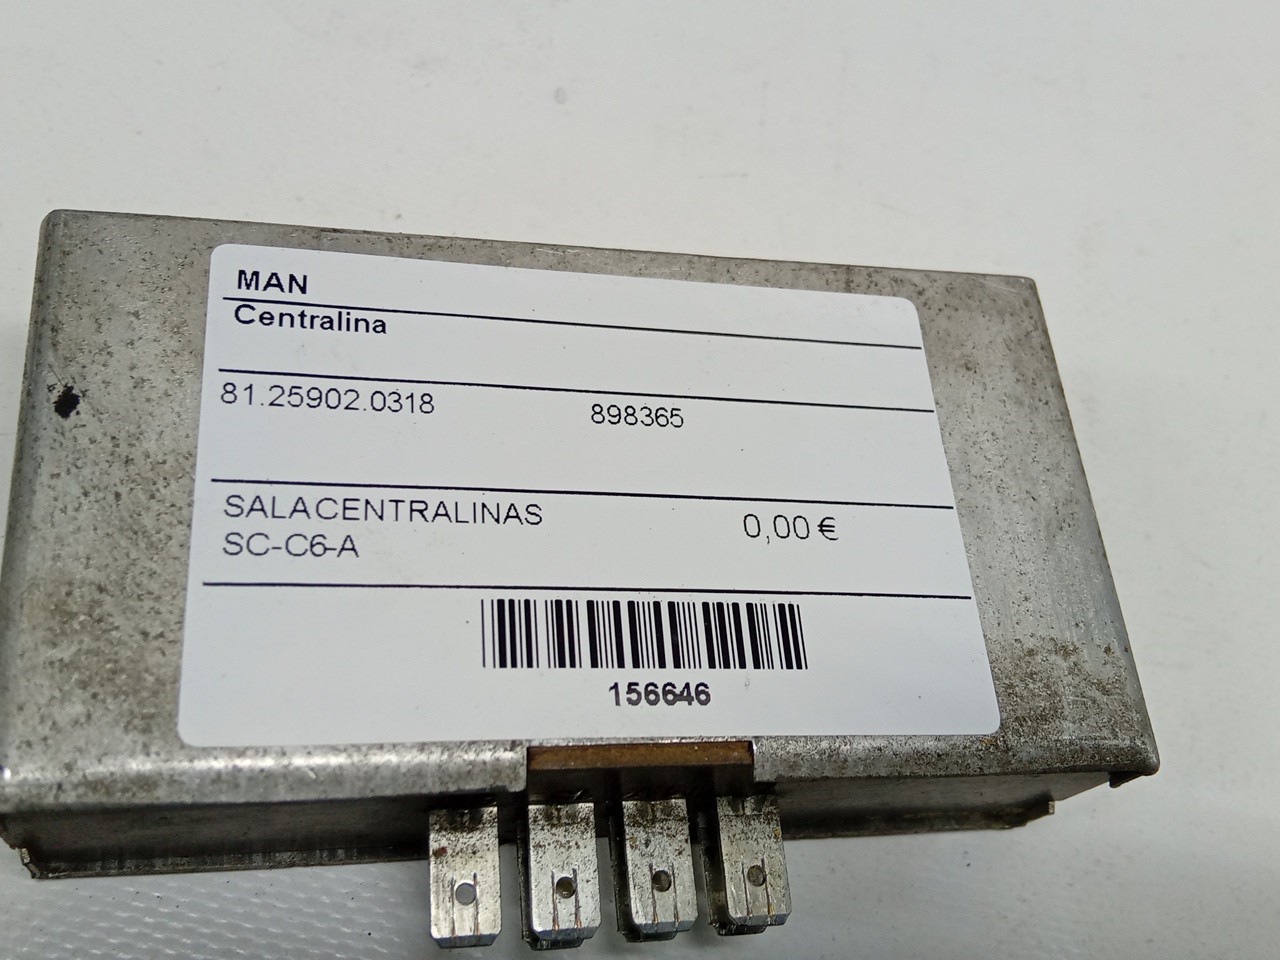 MAN
Centralina
81.25902.0318 898365
SALACENTRALINAS 0,00 €
SC-C6-A
156646